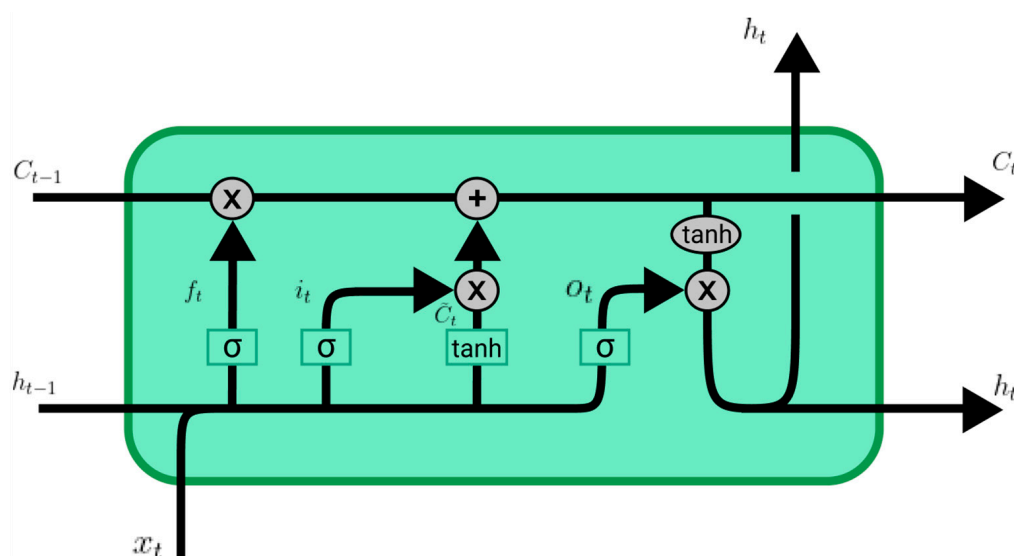 h_t
C_{t-1}
C_t
x
+
tanh
f_t
i_t
x
o_t
x
C̃_t
σ
σ
tanh
σ
h_{t-1}
h_t
x_t